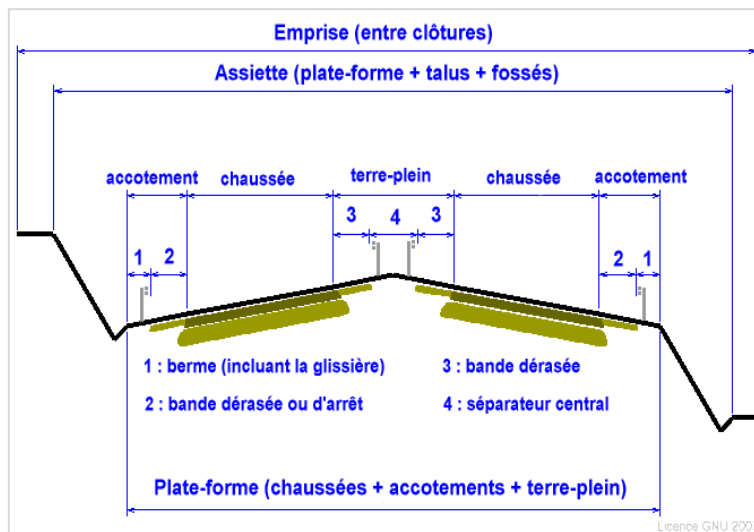 Emprise (entre clôtures)
Assiette (plate-forme + talus + fossés)
accotement chaussée terre-plein chaussée accotement
3 4 3
1 2 2 1
1 : berme (incluant la glissière) 3 : bande dérasée
2 : bande dérasée ou d'arrêt 4 : séparateur central
Plate-forme (chaussées + accotements + terre-plein)
Licence GNU 200